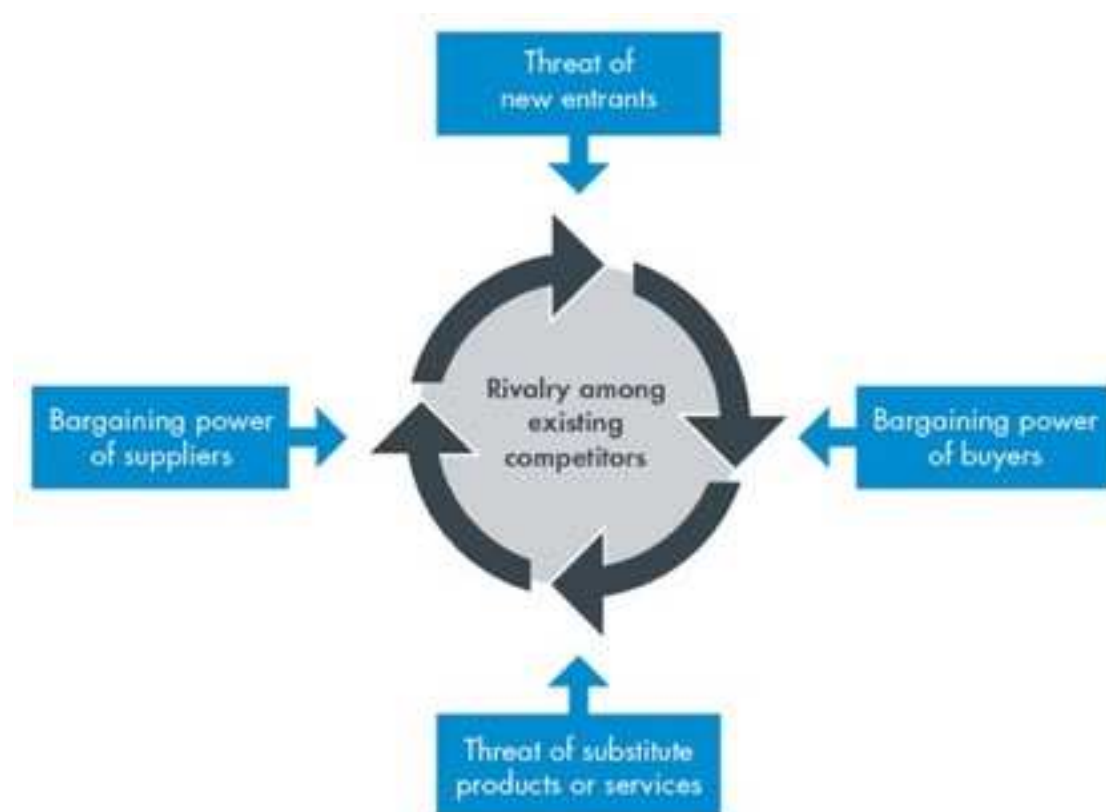 Threat of
new entrants
Bargaining power
of suppliers
Rivalry among
existing
competitors
Bargaining power
of buyers
Threat of substitute
products or services